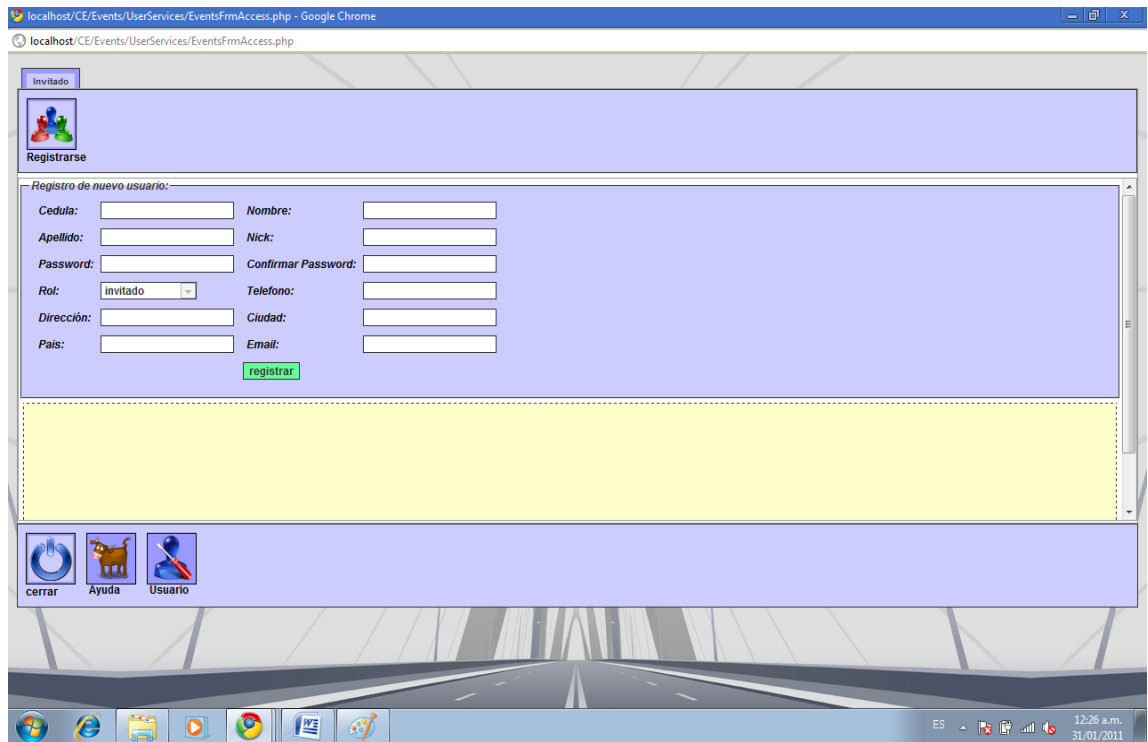 localhost/CE/Events/UserServices/EventsFrmAccess.php - Google Chrome
localhost/CE/Events/UserServices/EventsFrmAccess.php
Invitado
Registrarse
Registro de nuevo usuario:
Cedula: Nombre:
Apellido: Nick:
Password: Confirmar Password:
Rol: invitado Telefono:
Dirección: Ciudad:
Pais: Email:
registrar
cerrar Ayuda Usuario
ES 12:26 a.m.
31/01/2011